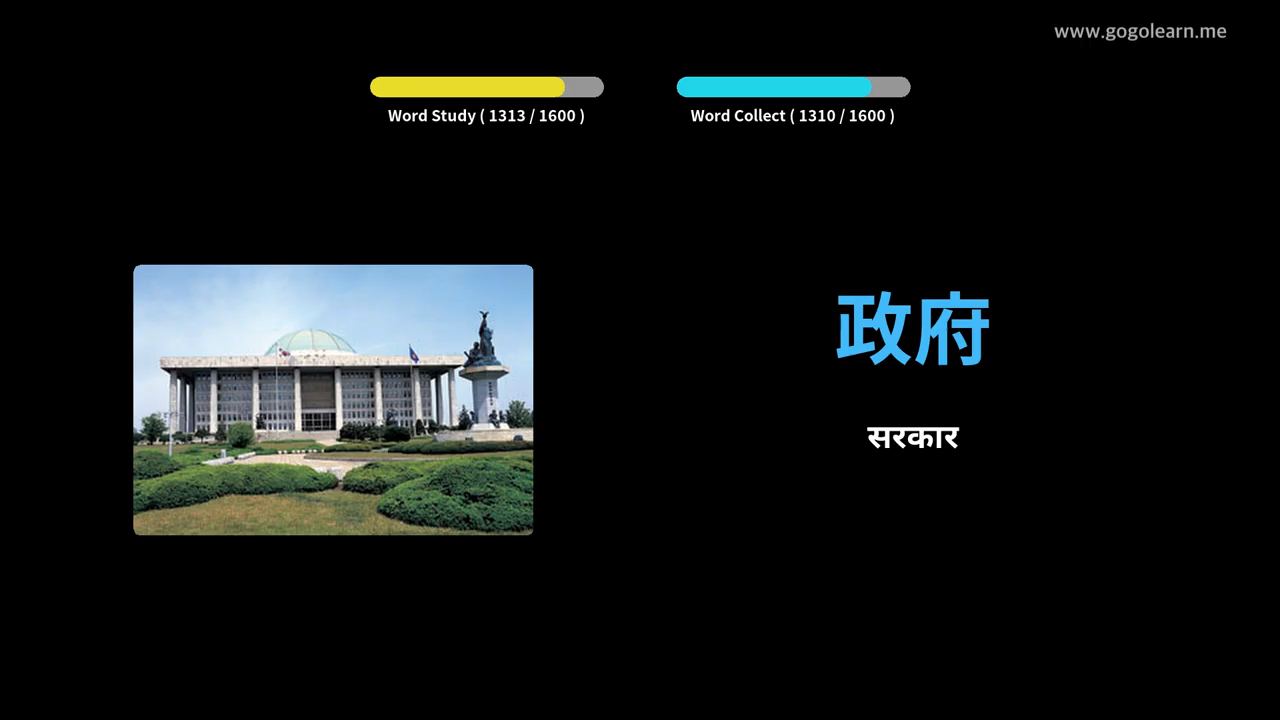 www.gogolearn.me
Word Study ( 1313 / 1600 )
Word Collect ( 1310 / 1600 )
政府
सरकार